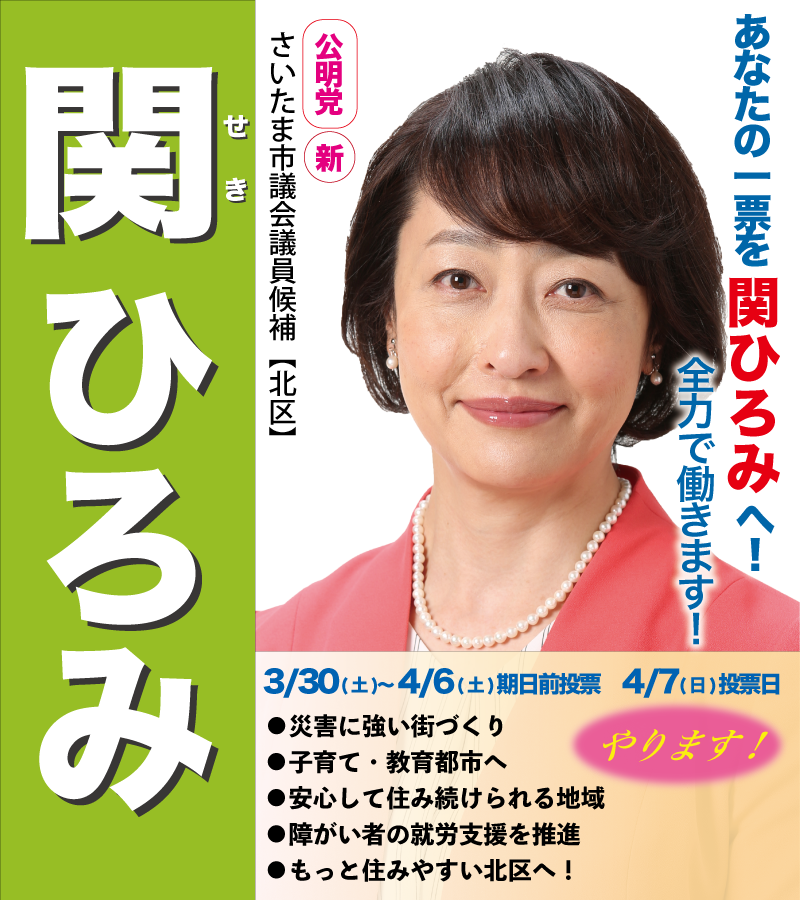 あなたの一票を関ひろみへ!
全力で働きます!
公明党 新
さいたま市議会議員候補【北区】
せき
関ひろみ
3/30(土)~4/6(土)期日前投票 4/7(日)投票日
●災害に強い街づくり
●子育て・教育都市へ
●安心して住み続けられる地域
●障がい者の就労支援を推進
●もっと住みやすい北区へ!
やります!